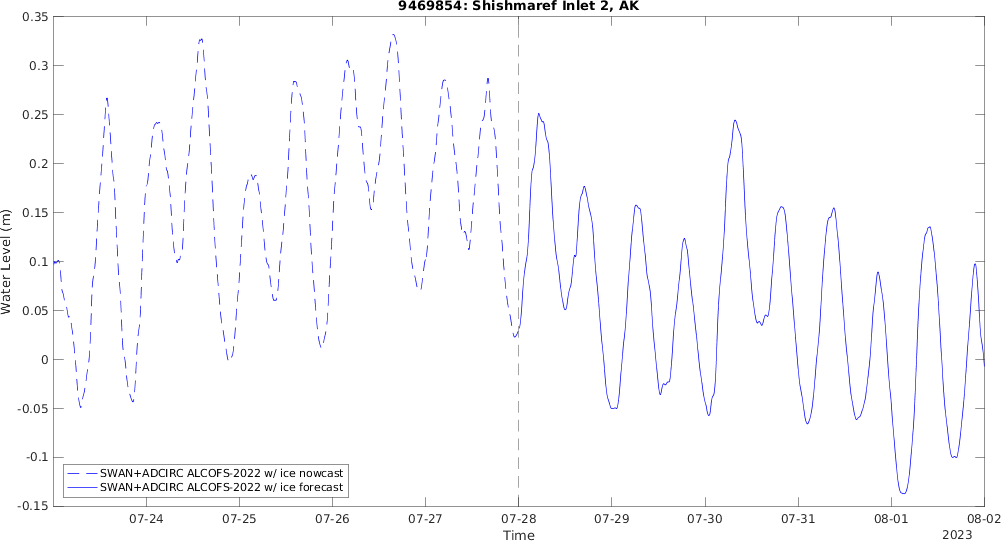 9469854: Shishmaref Inlet 2, AK
0.35
0.3
0.25
0.2
0.15
0.1
0.05
0
-0.05
-0.1
-0.15
Water Level (m)
SWAN+ADCIRC ALCOFS-2022 w/ ice nowcast
SWAN+ADCIRC ALCOFS-2022 w/ ice forecast
07-24 07-25 07-26 07-27 07-28 07-29 07-30 07-31 08-01 08-02
Time
2023